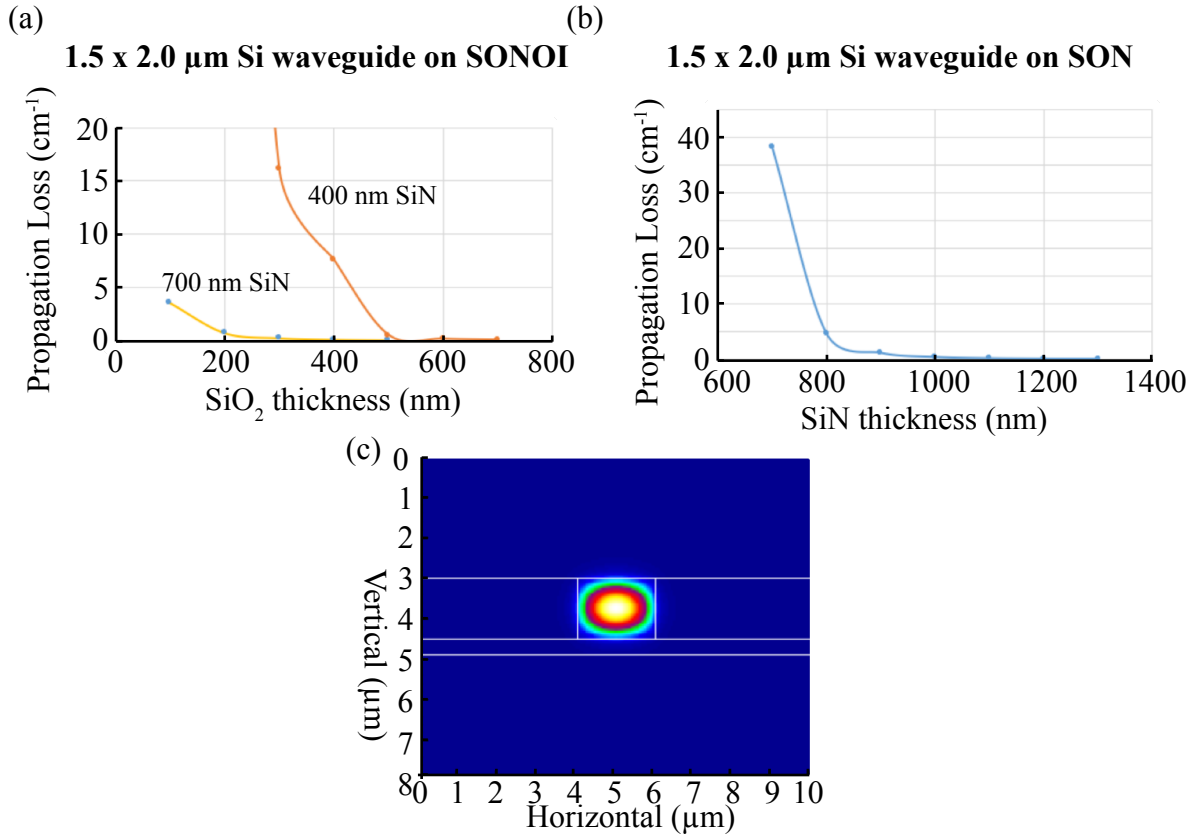 (a)
1.5 x 2.0 µm Si waveguide on SONOI
Propagation Loss (cm⁻¹)
20
15
10
5
0
400 nm SiN
700 nm SiN
0 200 400 600 800
SiO₂ thickness (nm)
(b)
1.5 x 2.0 µm Si waveguide on SON
Propagation Loss (cm⁻¹)
40
30
20
10
0
600 800 1000 1200 1400
SiN thickness (nm)
(c)
Vertical (µm)
0
1
2
3
4
5
6
7
8
0 1 2 3 4 5 6 7 8 9 10
Horizontal (µm)